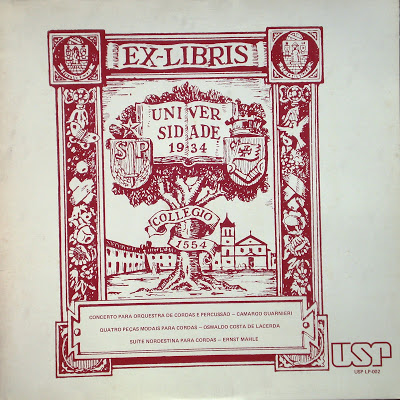 EX-LIBRIS
UNIVER
SIDADE
1934
SP
COLLEGIO
1554
CONCERTO PARA ORQUESTRA DE CORDAS E PERCUSSÃO – CAMARGO GUARNIERI
QUATRO PEÇAS MODAIS PARA CORDAS – OSWALDO COSTA DE LACERDA
SUITE NORDESTINA PARA CORDAS – ERNST MAHLE
USP
USP LP 002